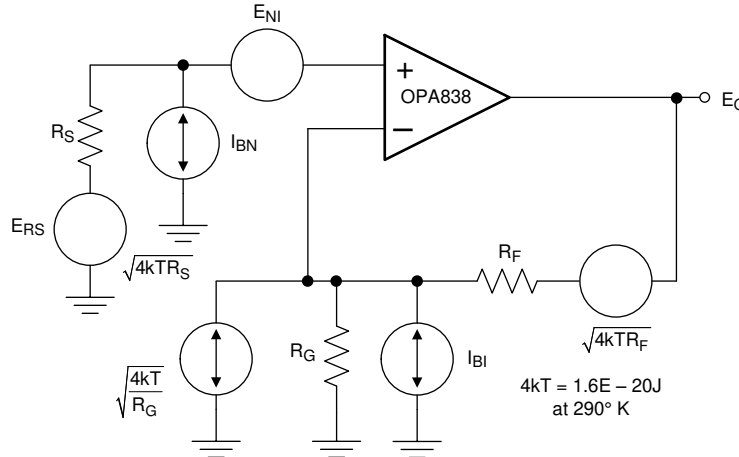 E_NI
+
OPA838
−
E_O
R_S
I_BN
E_RS
√4kTR_S
R_F
√4kTR_F
√4kT/R_G
R_G
I_BI
4kT = 1.6E – 20J
at 290° K